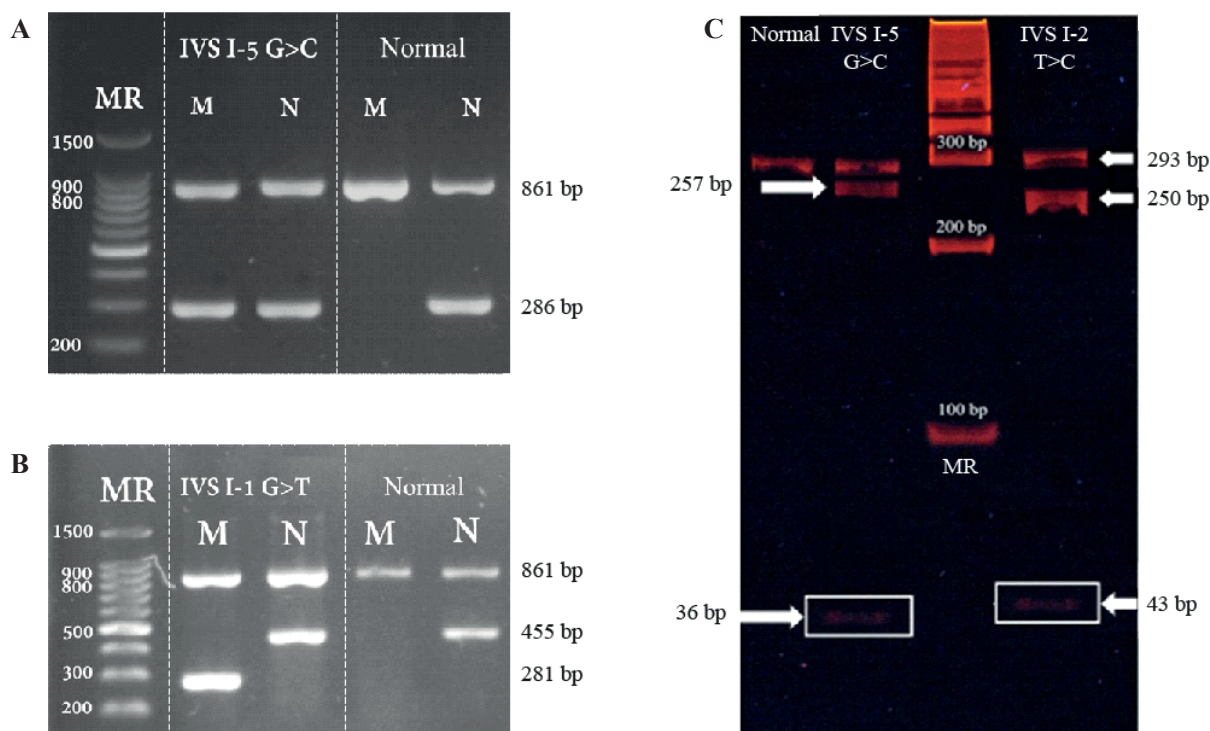 A
IVS I-5 G>C
Normal
MR
M
N
M
N
1500
900
800
200
861 bp
286 bp
B
MR
IVS I-1 G>T
Normal
M
N
M
N
1500
900
800
500
300
200
861 bp
455 bp
281 bp
C
Normal
IVS I-5
G>C
IVS I-2
T>C
300 bp
293 bp
257 bp
250 bp
200 bp
100 bp
MR
36 bp
43 bp